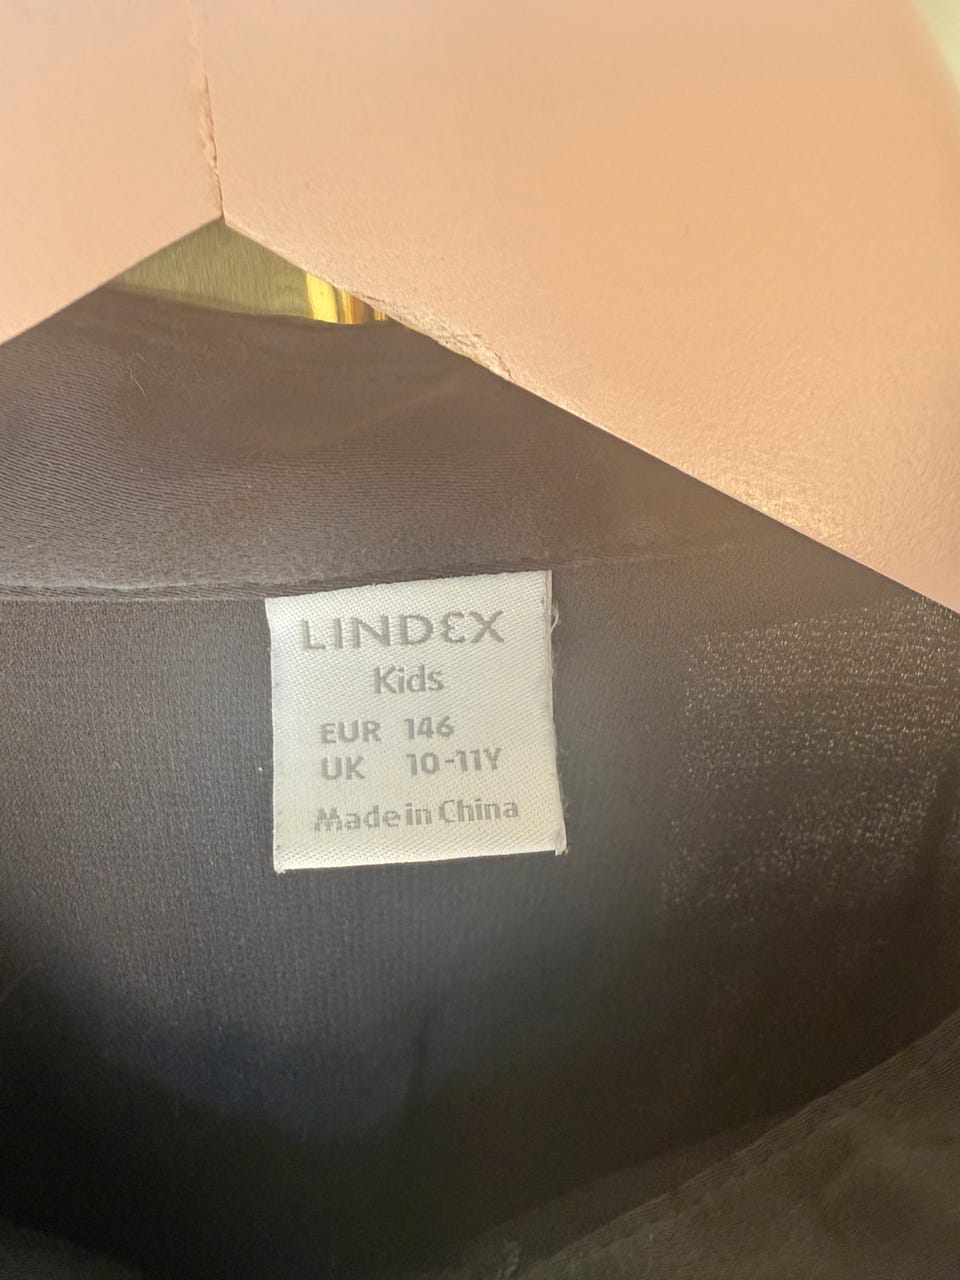 LINDEX
Kids
EUR 146
UK 10-11Y
Made in China